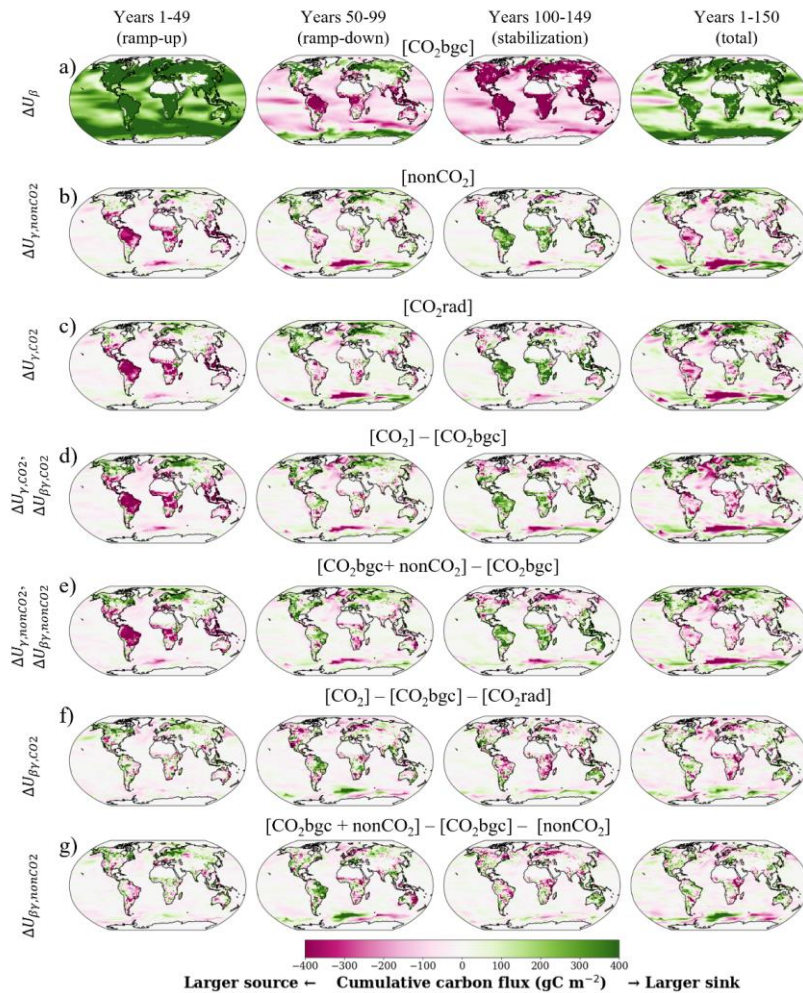 Years 1-49 Years 50-99 Years 100-149 Years 1-150
(ramp-up) (ramp-down) (stabilization) (total)
[CO₂bgc]
a)
ΔU_β
[nonCO₂]
b)
ΔU_γ,nonCO2
[CO₂rad]
c)
ΔU_γ,CO2
[CO₂] – [CO₂bgc]
d)
ΔU_γ,CO2,
ΔU_βγ,CO2
[CO₂bgc+ nonCO₂] – [CO₂bgc]
e)
ΔU_γ,nonCO2,
ΔU_βγ,nonCO2
[CO₂] – [CO₂bgc] – [CO₂rad]
f)
ΔU_βγ,CO2
[CO₂bgc + nonCO₂] – [CO₂bgc] – [nonCO₂]
g)
ΔU_βγ,nonCO2
−400 −300 −200 −100 0 100 200 300 400
Larger source ← Cumulative carbon flux (gC m⁻²) → Larger sink